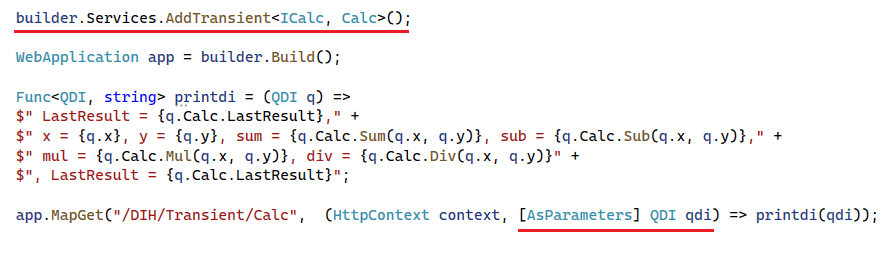 builder.Services.AddTransient<ICalc, Calc>();
WebApplication app = builder.Build();
Func<QDI, string> printdi = (QDI q) =>
$" LastResult = {q.Calc.LastResult}," +
$" x = {q.x}, y = {q.y}, sum = {q.Calc.Sum(q.x, q.y)}, sub = {q.Calc.Sub(q.x, q.y)}," +
$" mul = {q.Calc.Mul(q.x, q.y)}, div = {q.Calc.Div(q.x, q.y)}" +
$", LastResult = {q.Calc.LastResult}";
app.MapGet("/DIH/Transient/Calc",  (HttpContext context, [AsParameters] QDI qdi) => printdi(qdi));